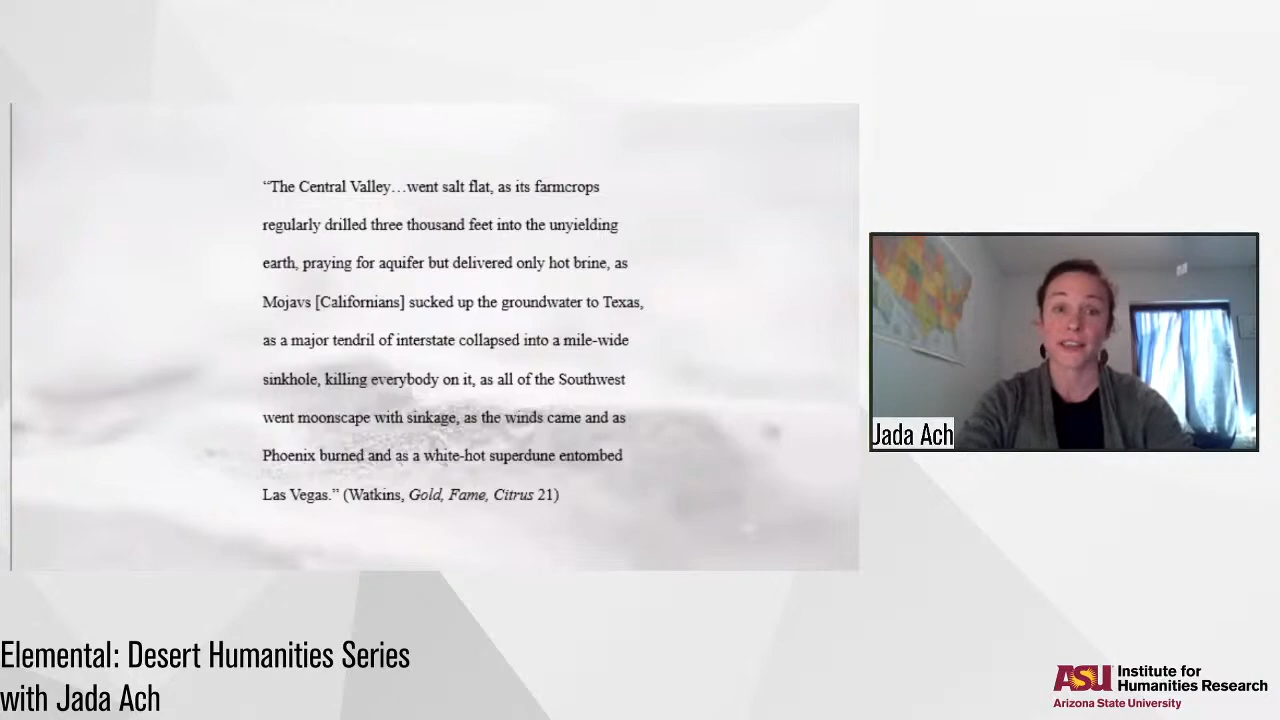 “The Central Valley…went salt flat, as its farmcrops
regularly drilled three thousand feet into the unyielding
earth, praying for aquifer but delivered only hot brine, as
Mojavs [Californians] sucked up the groundwater to Texas,
as a major tendril of interstate collapsed into a mile-wide
sinkhole, killing everybody on it, as all of the Southwest
went moonscape with sinkage, as the winds came and as
Phoenix burned and as a white-hot superdune entombed
Las Vegas.” (Watkins, Gold, Fame, Citrus 21)
Jada Ach
Elemental: Desert Humanities Series
with Jada Ach
ASU Institute for
Humanities Research
Arizona State University